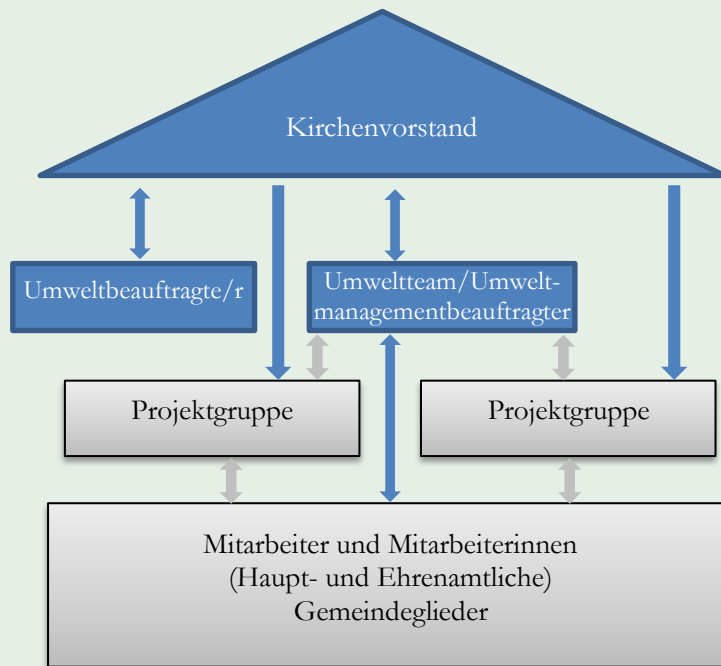 Kirchenvorstand
Umweltbeauftragte/r
Umweltteam/Umwelt-
managementbeauftragter
Projektgruppe
Projektgruppe
Mitarbeiter und Mitarbeiterinnen
(Haupt- und Ehrenamtliche)
Gemeindeglieder